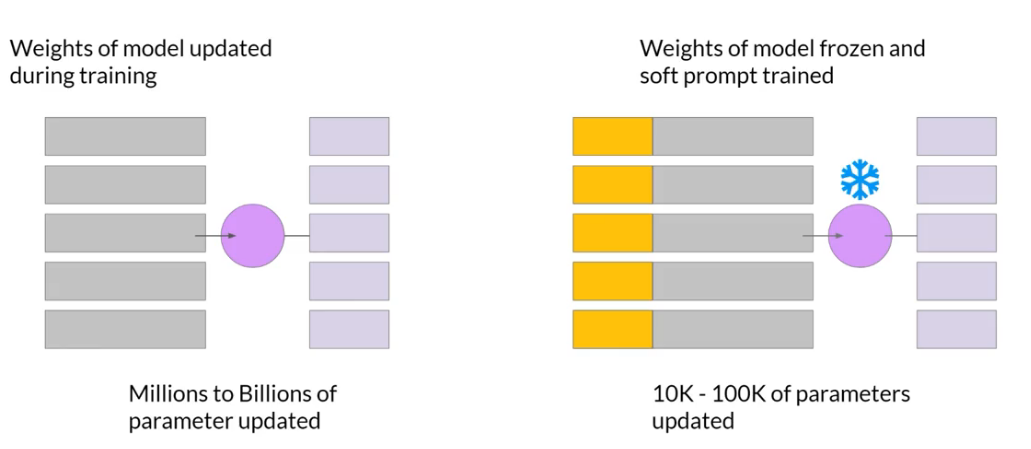 Weights of model updated
during training
Weights of model frozen and
soft prompt trained
Millions to Billions of
parameter updated
10K - 100K of parameters
updated